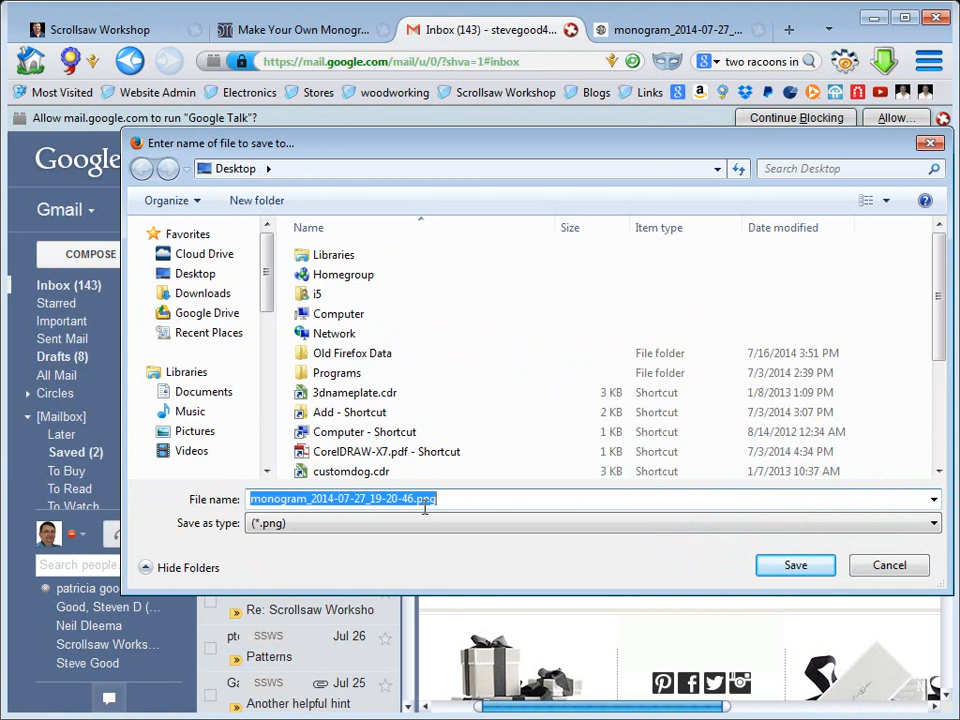 Scrollsaw Workshop
Make Your Own Monogr...
Inbox (143) - stevegood4...
monogram_2014-07-27_...
https://mail.google.com/mail/u/0/?shva=1#inbox
two racoons in
Most Visited
Website Admin
Electronics
Stores
woodworking
Scrollsaw Workshop
Blogs
Links
Allow mail.google.com to run "Google Talk"?
Continue Blocking
Allow...
Google
Gmail
COMPOSE
Inbox (143)
Starred
Important
Sent Mail
Drafts (8)
All Mail
Circles
[Mailbox]
Later
Saved (2)
To Buy
To Read
To Watch
Search people...
patricia goo
Good, Steven D (...
Neil Dleema
Scrollsaw Works...
Steve Good
Enter name of file to save to...
Desktop
Search Desktop
Organize
New folder
Favorites
Cloud Drive
Desktop
Downloads
Google Drive
Recent Places
Libraries
Documents
Music
Pictures
Videos
Name Size Item type Date modified
Libraries
Homegroup
i5
Computer
Network
Old Firefox Data File folder 7/16/2014 3:51 PM
Programs File folder 7/3/2014 2:39 PM
3dnameplate.cdr 3 KB Shortcut 1/8/2013 1:09 PM
Add - Shortcut 2 KB Shortcut 7/3/2014 3:07 PM
Computer - Shortcut 1 KB Shortcut 8/14/2012 12:34 AM
CorelDRAW-X7.pdf - Shortcut 1 KB Shortcut 7/3/2014 4:34 PM
customdog.cdr 3 KB Shortcut 1/7/2013 10:37 AM
File name: monogram_2014-07-27_19-20-46.png
Save as type: (*.png)
Hide Folders
Save
Cancel
Re: Scrollsaw Worksho
SSWS Jul 26
Patterns
SSWS Jul 25
Another helpful hint